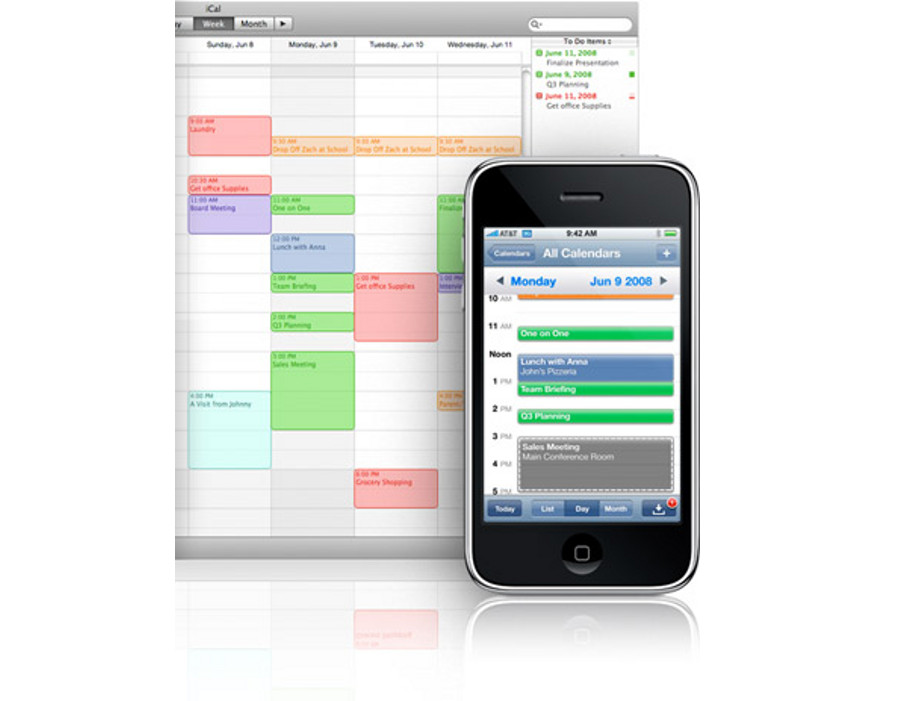 iCal
Week Month
Sunday, Jun 8 Monday, Jun 9 Tuesday, Jun 10 Wednesday, Jun 11
To Do Items
June 11, 2008
Finalize Presentation
June 9, 2008
Q3 Planning
June 11, 2008
Get office Supplies
9:00 AM
Laundry
9:30 AM 9:30 AM 9:30 AM
Drop Off Zach at School Drop Off Zach at School Drop Off Zach at School
10:30 AM
Get office Supplies
11:00 AM 11:00 AM
Board Meeting One on One
12:00 PM
Lunch with Anna
1:00 PM
Team Briefing Get office Supplies
2:00 PM
Q3 Planning
3:00 PM
Sales Meeting
4:00 PM
A Visit from Johnny
6:00 PM
Grocery Shopping
AT&T 9:42 AM
Calendars All Calendars +
Monday Jun 9 2008
10 AM
11 AM
One on One
Noon
Lunch with Anna
John's Pizzeria
1 PM
Team Briefing
2 PM
Q3 Planning
3 PM
Sales Meeting
Main Conference Room
4 PM
5 PM
Today List Day Month